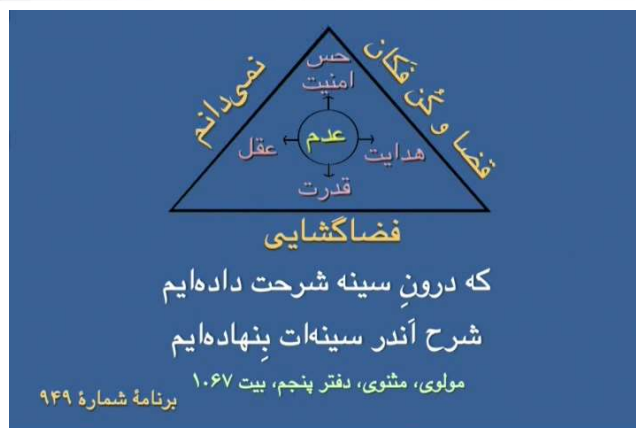 نمی‌دانم
قضا و کُن فَکان
حس
امنیت
عقل
عدم
هدایت
قدرت
فضاگشایی
که درونِ سینه شرحت داده‌ایم
شرح اَندر سینه‌ات بِنهاده‌ایم
مولوی، مثنوی، دفتر پنجم، بیت ۱۰۶۷
برنامهٔ شمارهٔ ۹۴۹